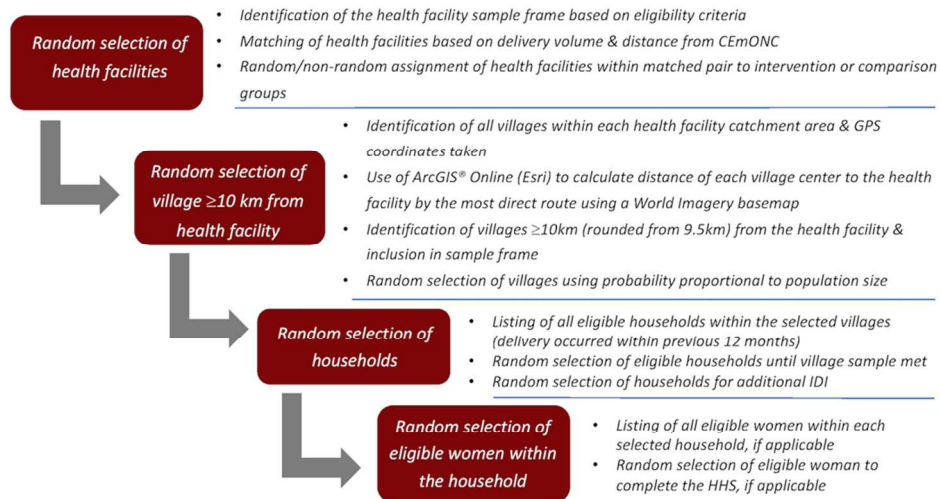 Random selection of
health facilities
• Identification of the health facility sample frame based on eligibility criteria
• Matching of health facilities based on delivery volume & distance from CEmONC
• Random/non-random assignment of health facilities within matched pair to intervention or comparison
groups
Random selection of
village ≥10 km from
health facility
• Identification of all villages within each health facility catchment area & GPS
coordinates taken
• Use of ArcGIS® Online (Esri) to calculate distance of each village center to the health
facility by the most direct route using a World Imagery basemap
• Identification of villages ≥10km (rounded from 9.5km) from the health facility &
inclusion in sample frame
• Random selection of villages using probability proportional to population size
Random selection of
households
• Listing of all eligible households within the selected villages
(delivery occurred within previous 12 months)
• Random selection of eligible households until village sample met
• Random selection of households for additional IDI
Random selection of
eligible women within
the household
• Listing of all eligible women within each
selected household, if applicable
• Random selection of eligible woman to
complete the HHS, if applicable